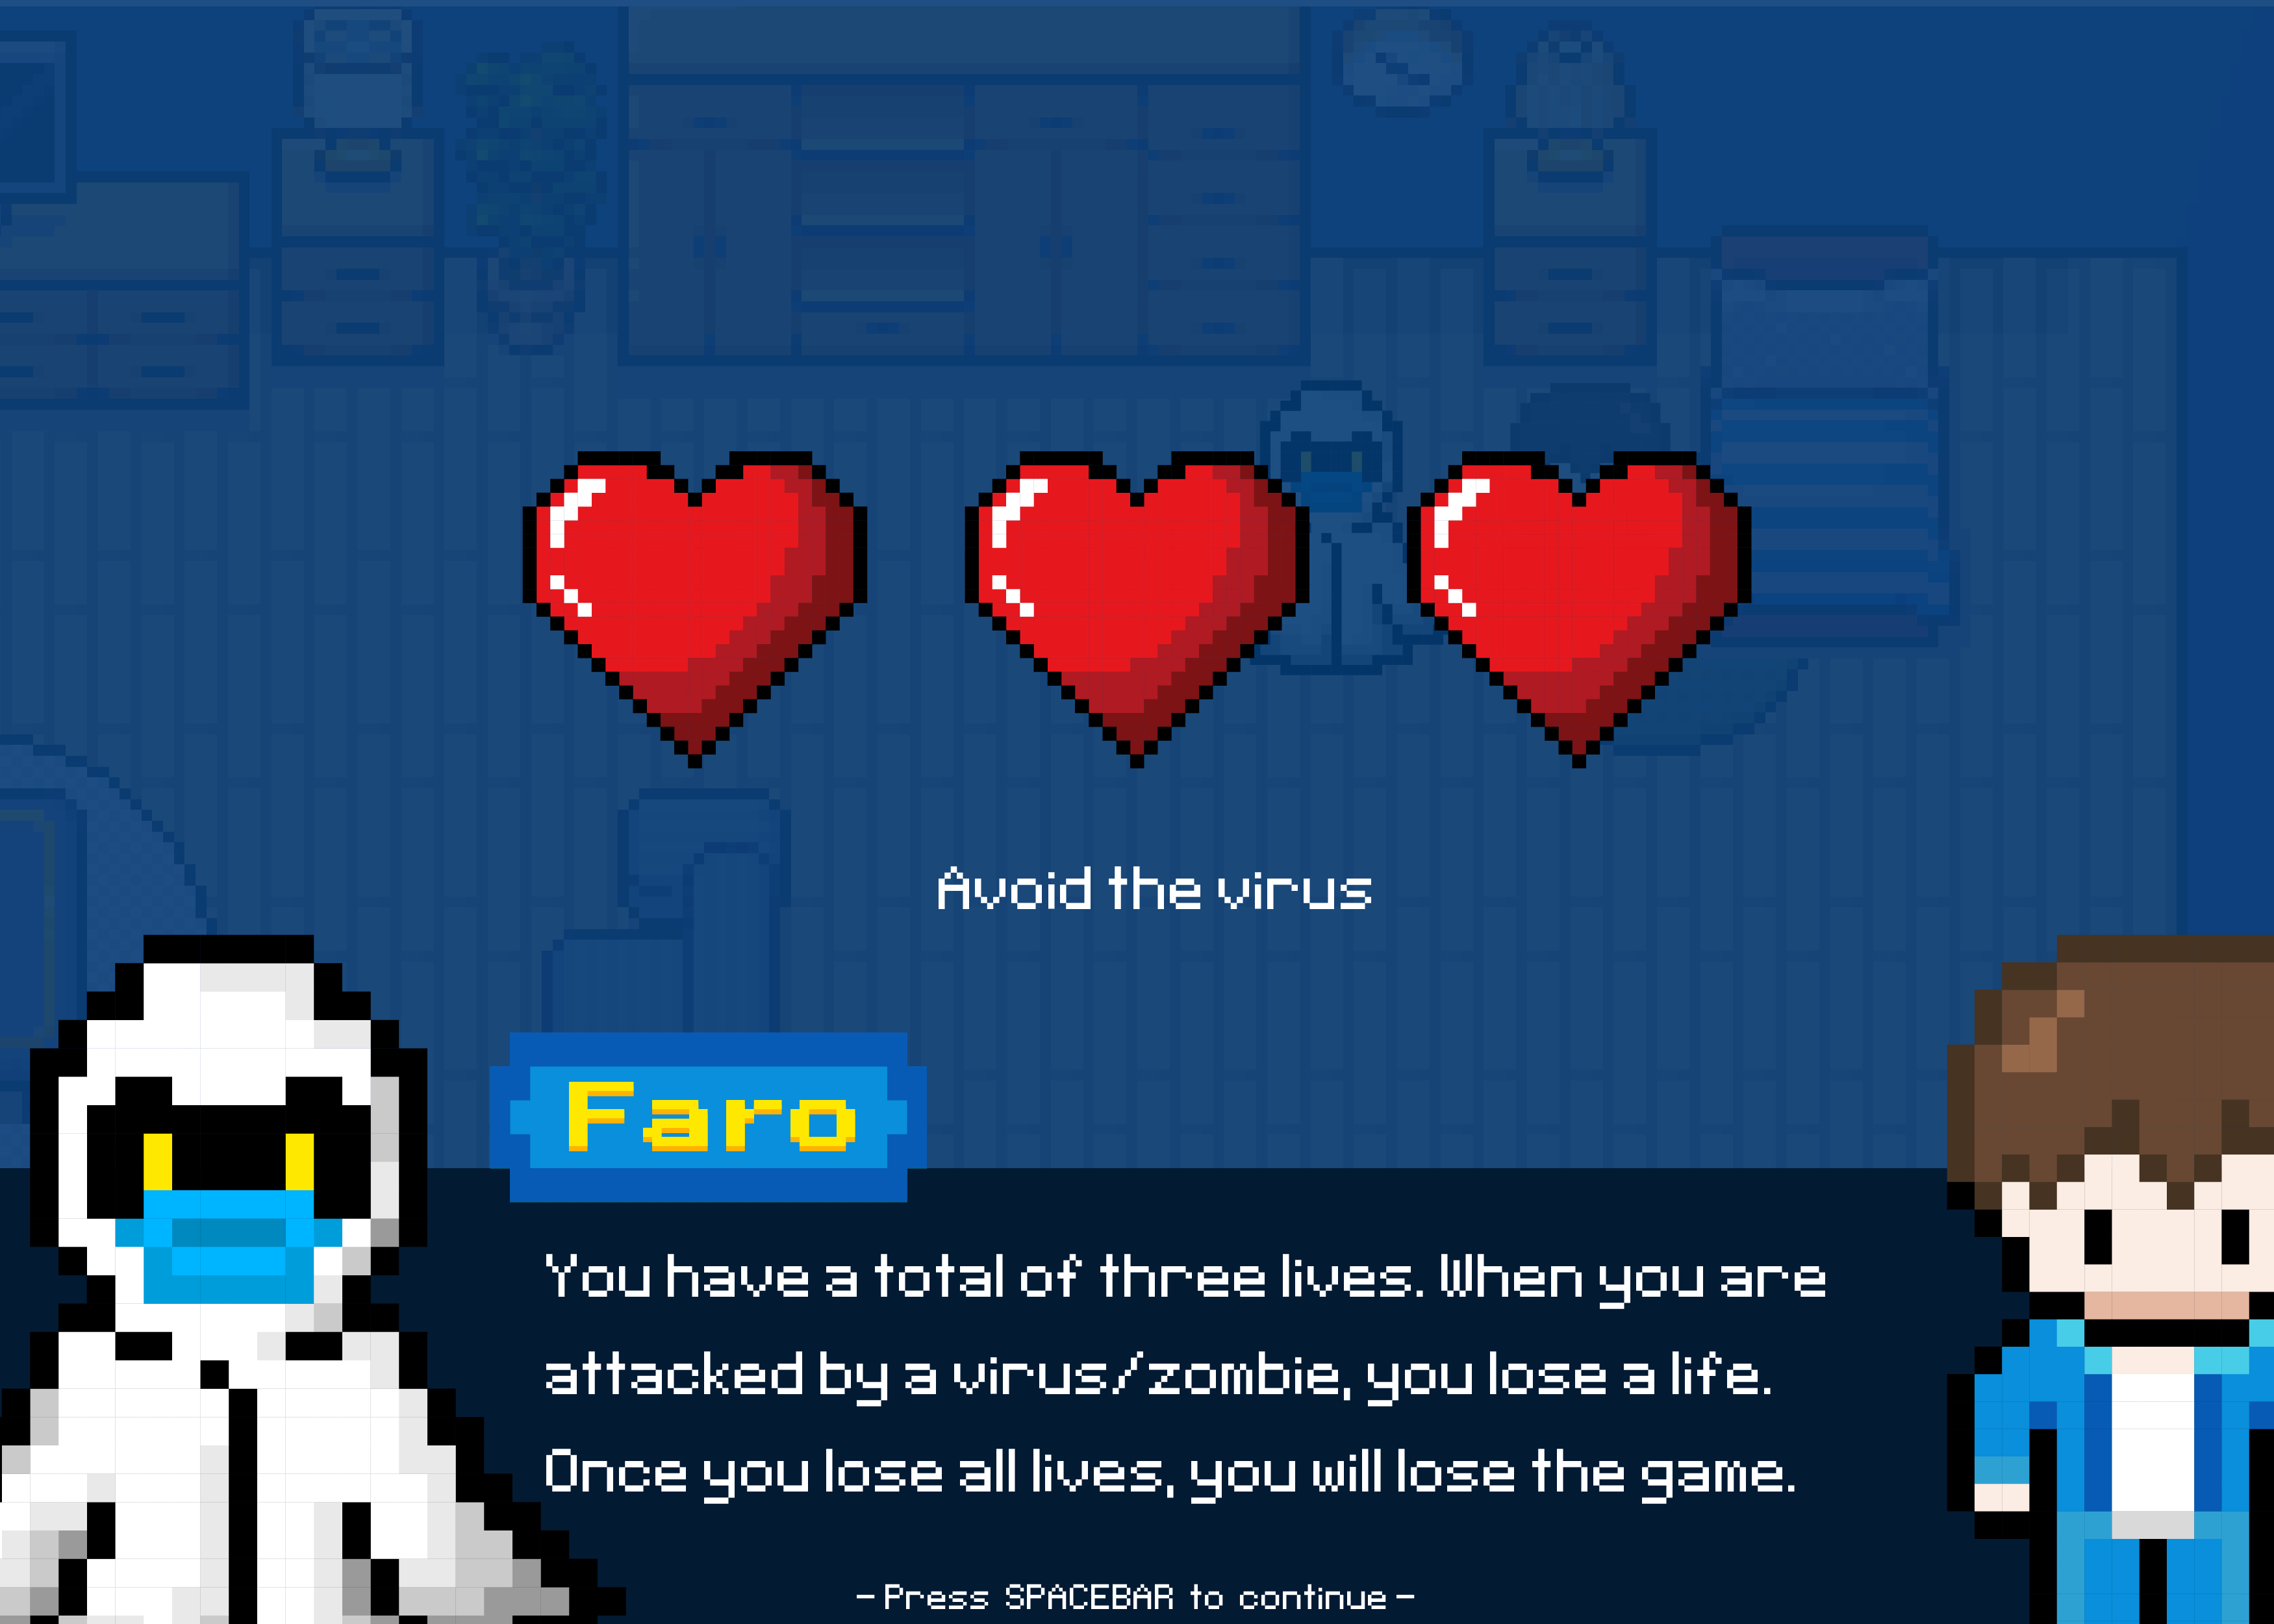 Avoid the virus
Faro
You have a total of three lives. When you are
attacked by a virus/zombie, you lose a life.
Once you lose all lives, you will lose the game.
- Press SPACEBAR to continue -